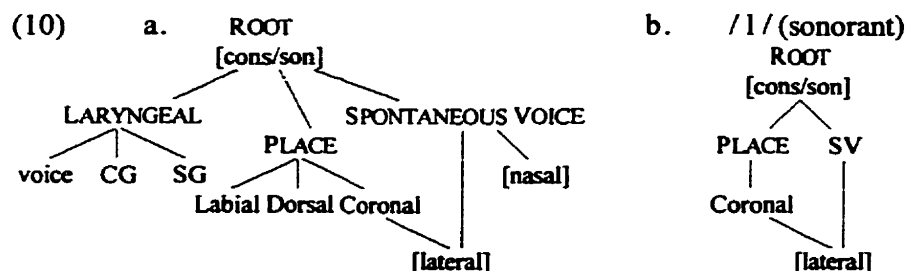 (10) a. ROOT b. /l/ (sonorant)
[cons/son] ROOT
[cons/son]
LARYNGEAL SPONTANEOUS VOICE
PLACE PLACE SV
voice CG SG [nasal]
Labial Dorsal Coronal Coronal
[lateral] [lateral]